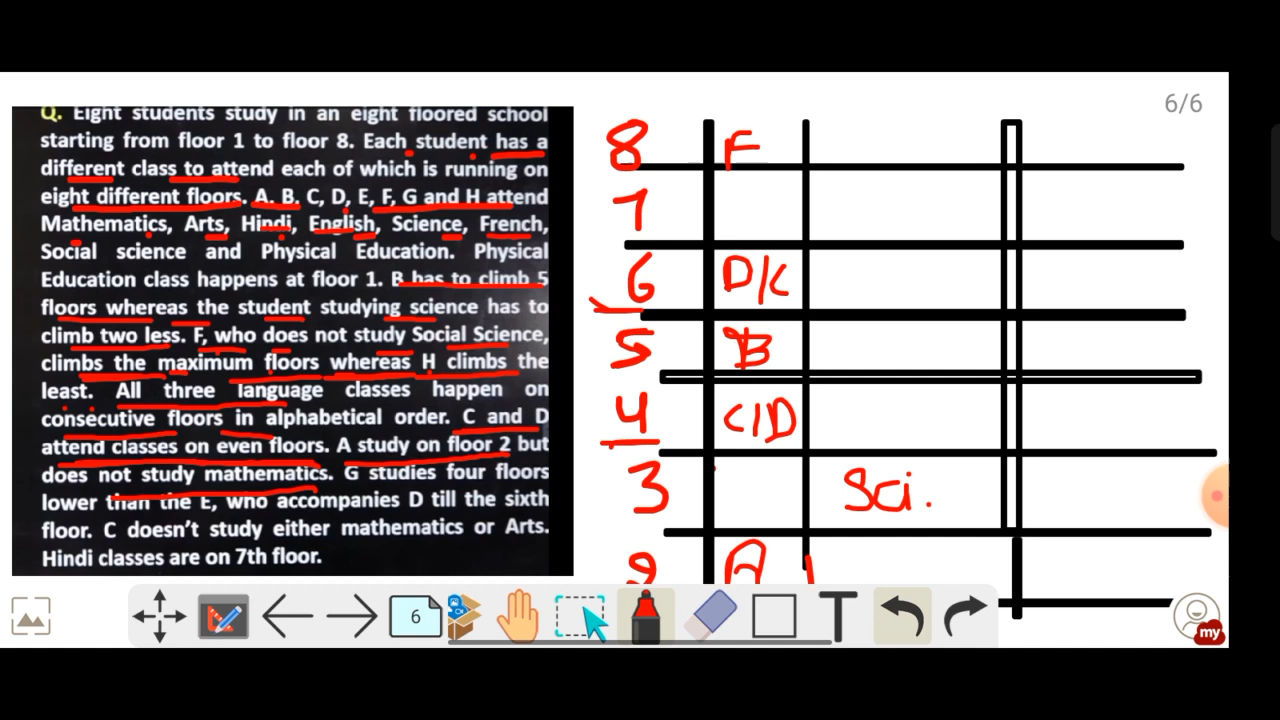 6/6
Q. Eight students study in an eight floored school
starting from floor 1 to floor 8. Each student has a
different class to attend each of which is running on
eight different floors. A. B. C, D, E, F, G and H attend
Mathematics, Arts, Hindi, English, Science, French,
Social science and Physical Education. Physical
Education class happens at floor 1. B has to climb 5
floors whereas the student studying science has to
climb two less. F, who does not study Social Science,
climbs the maximum floors whereas H climbs the
least. All three language classes happen on
consecutive floors in alphabetical order. C and D
attend classes on even floors. A study on floor 2 but
does not study mathematics. G studies four floors
lower than the E, who accompanies D till the sixth
floor. C doesn't study either mathematics or Arts.
Hindi classes are on 7th floor.
8 F
7
6 D/C
5 B
4 C/D
3 Sci.
2 A
6
T
my